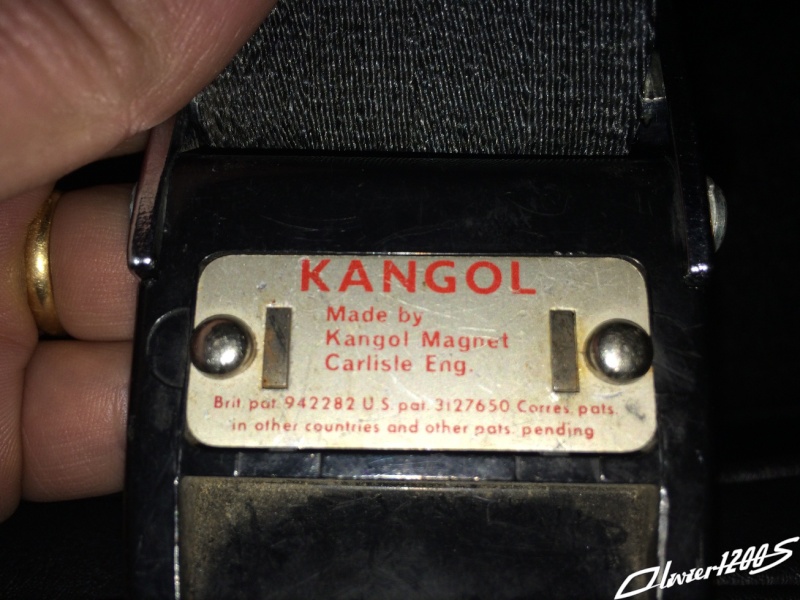 KANGOL
Made by
Kangol Magnet
Carlisle Eng.
Brit. pat. 942282 U.S. pat. 3127650 Corres. pats.
in other countries and other pats. pending
Olivier1200S